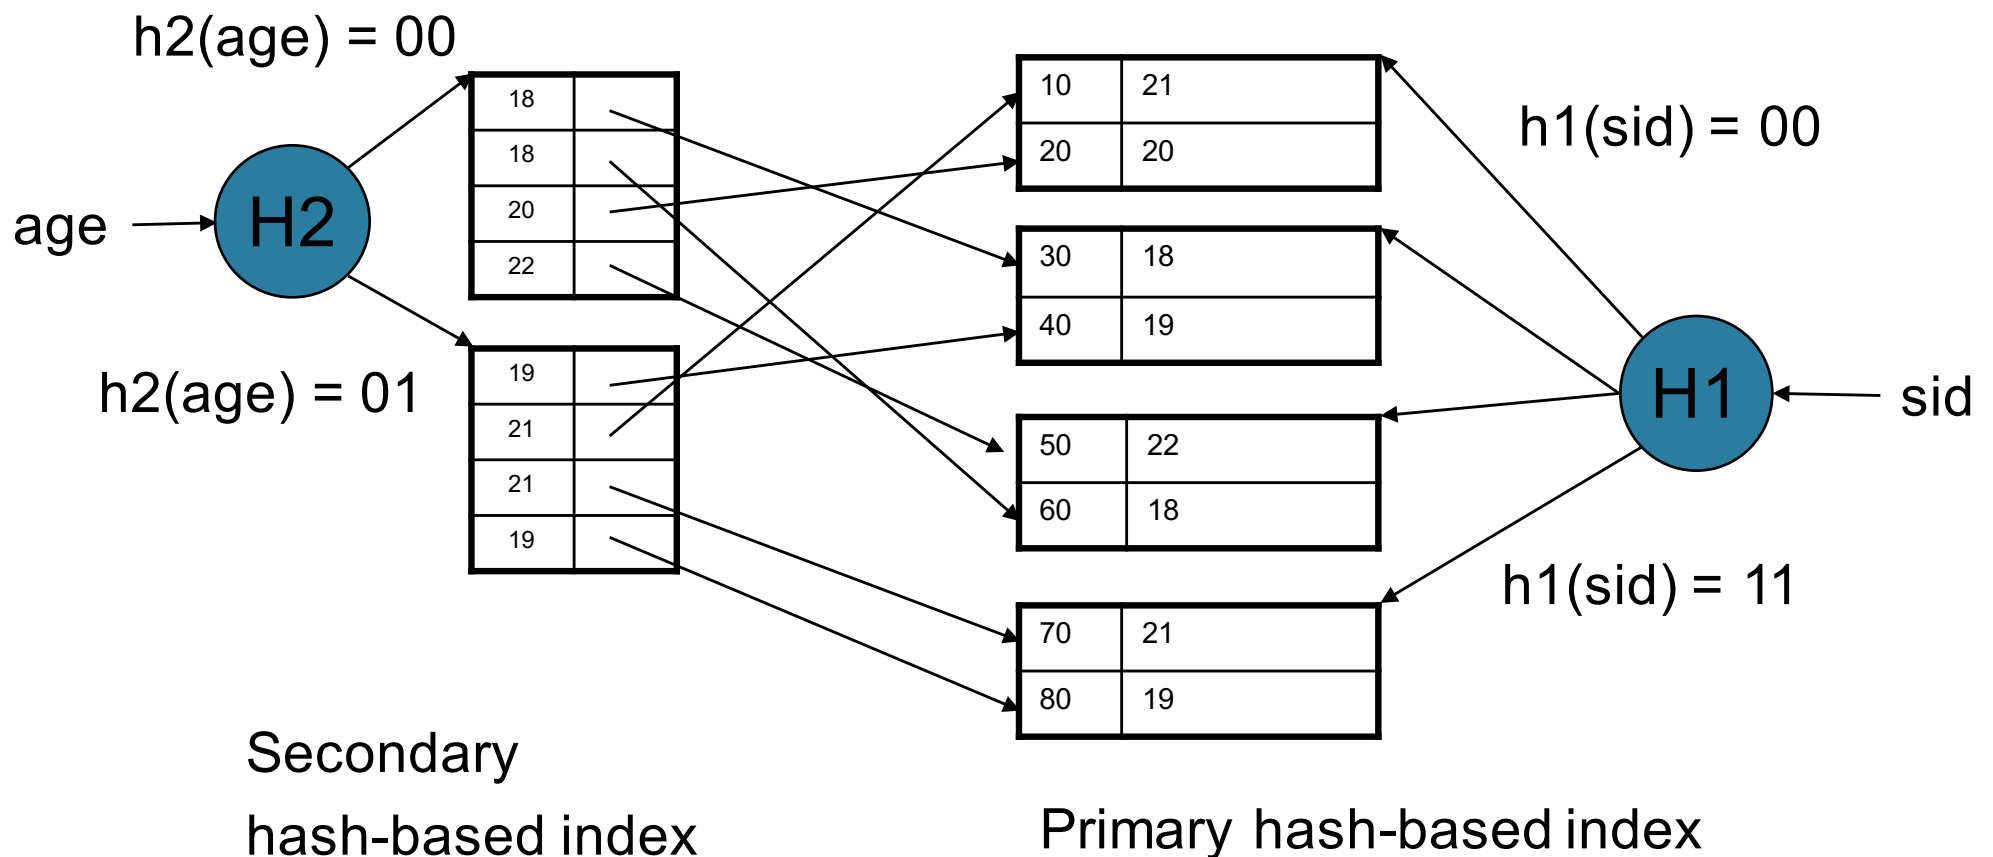 h2(age) = 00
age
H2
h2(age) = 01
18
18
20
22
19
21
21
19
10 21
20 20
30 18
40 19
50 22
60 18
70 21
80 19
h1(sid) = 00
H1
sid
h1(sid) = 11
Secondary
hash-based index
Primary hash-based index